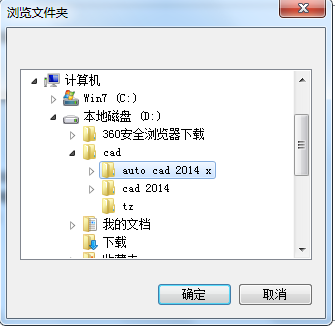 浏览文件夹
计算机
Win7 (C:)
本地磁盘 (D:)
360安全浏览器下载
cad
auto cad 2014 x
cad 2014
tz
我的文档
下载
确定
取消